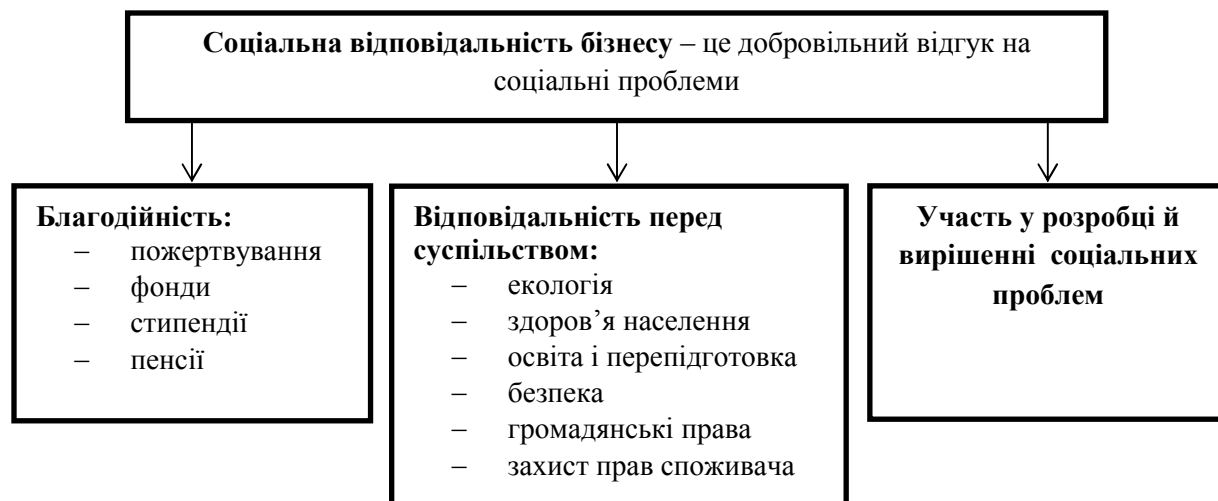 Соціальна відповідальність бізнесу – це добровільний відгук на
соціальні проблеми
Благодійність:
– пожертвування
– фонди
– стипендії
– пенсії
Відповідальність перед
суспільством:
– екологія
– здоров’я населення
– освіта і перепідготовка
– безпека
– громадянські права
– захист прав споживача
Участь у розробці й
вирішенні соціальних
проблем